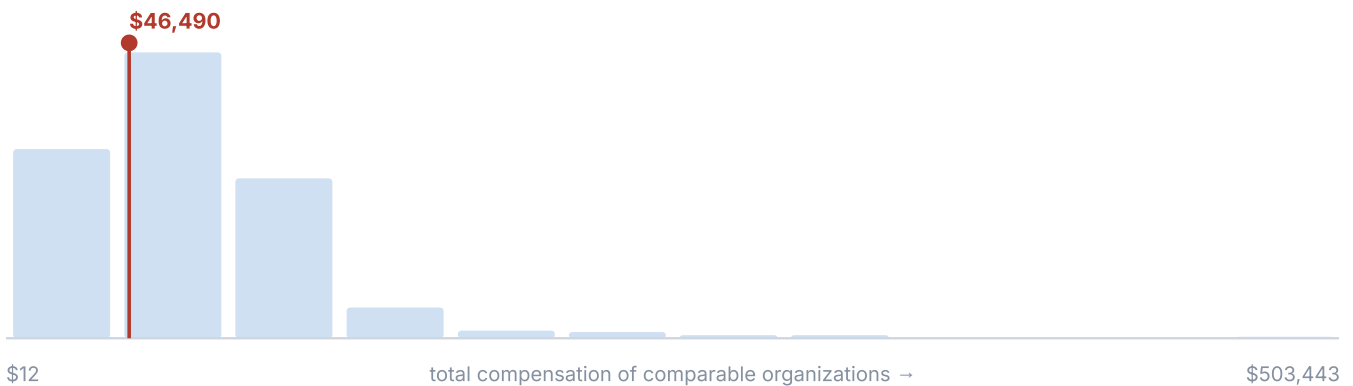 $46,490
$12 total compensation of comparable organizations → $503,443